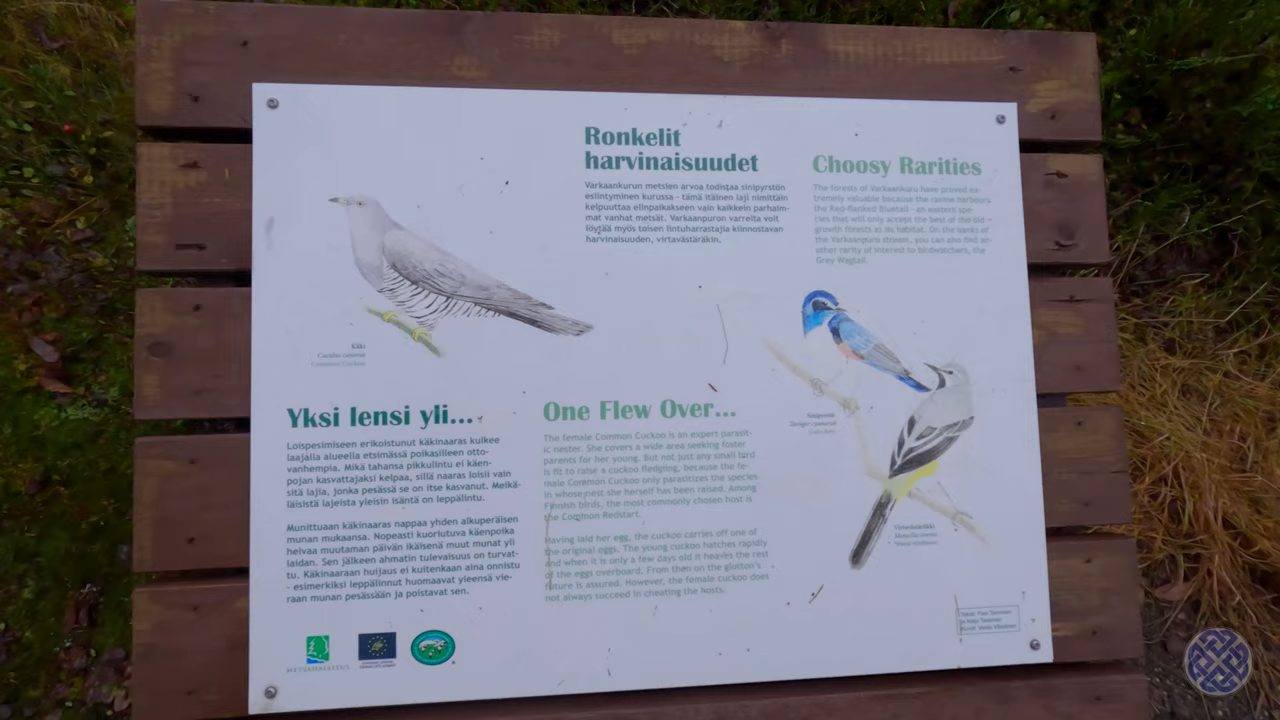 Ronkelit
harvinaisuudet
Varkaankurun metsien arvoa todistaa sinipyrstön
esiintyminen kurussa - tämä itäinen laji nimittäin
kelpuuttaa elinpaikakseen vain kaikkein parhaim-
mat vanhat metsät. Varkaanpuron varrelta voit
löytää myös toisen lintuharrastajia kiinnostavan
harvinaisuuden, virtavästäräkin.
Choosy Rarities
The forests of Varkaankuru have proved ex-
tremely valuable because the ravine harbours
the Rag-flanked Bluetail - an eastern spe-
cies that will only accept the best of the old -
growth forests as its habitat. On the banks of
the Varkaanpuro stream, you can also find an-
other rarity of interest to birdwatchers, the
Grey Wagtail.
Käki
Cuculus canorus
Common Cuckoo
Yksi lensi yli...
Loispesimiseen erikoistunut käkinaaras kulkee
laajalla alueella etsimässä poikasilleen otto-
vanhempia. Mikä tahansa pikkulintu ei käen-
pojan kasvattajaksi kelpaa, sillä naaras loisii vain
sitä lajia, jonka pesässä se on itse kasvanut. Meikä-
läisistä lajeista yleisin isäntä on leppälintu.
Munittuaan käkinaaras nappaa yhden alkuperäisen
munan mukaansa. Nopeasti kuoriutuva käenpoika
heivaa muutaman päivän ikäisenä muut munat yli
laidan. Sen jälkeen ahmatin tulevaisuus on turvat-
tu. Käkinaaraan huijaus ei kuitenkaan aina onnistu
- esimerkiksi leppälinnut huomaavat yleensä vie-
raan munan pesässään ja poistavat sen.
One Flew Over...
The female Common Cuckoo is an expert parasit-
ic nester. She covers a wide area seeking foster
parents for her young. But not just any small bird
is fit to raise a cuckoo fledgling, because the fe-
male Common Cuckoo only parasitizes the species
in whose nest she herself has been raised. Among
Finnish birds, the most commonly chosen host is
the Common Redstart.
Having laid her egg, the cuckoo carries off one of
the original eggs. The young cuckoo hatches rapidly
and when it is only a few days old it heaves the rest
of the eggs overboard. From then on the glutton's
future is assured. However, the female cuckoo does
not always succeed in cheating the hosts.
Sinipyrstö
METSÄHALLITUS